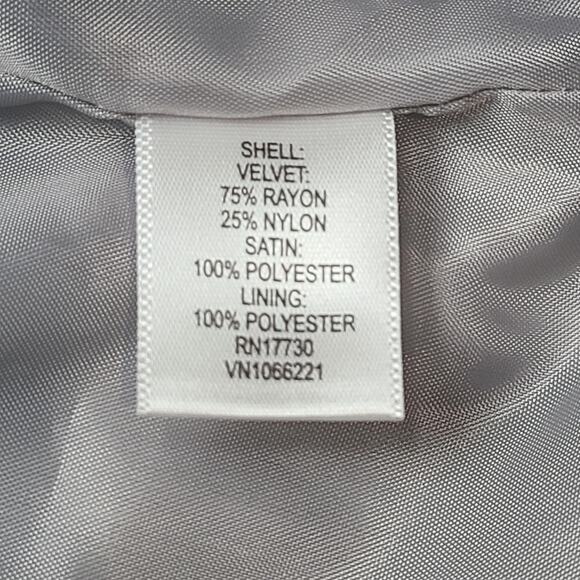 SHELL:
VELVET:
75% RAYON
25% NYLON
SATIN:
100% POLYESTER
LINING:
100% POLYESTER
RN17730
VN1066221